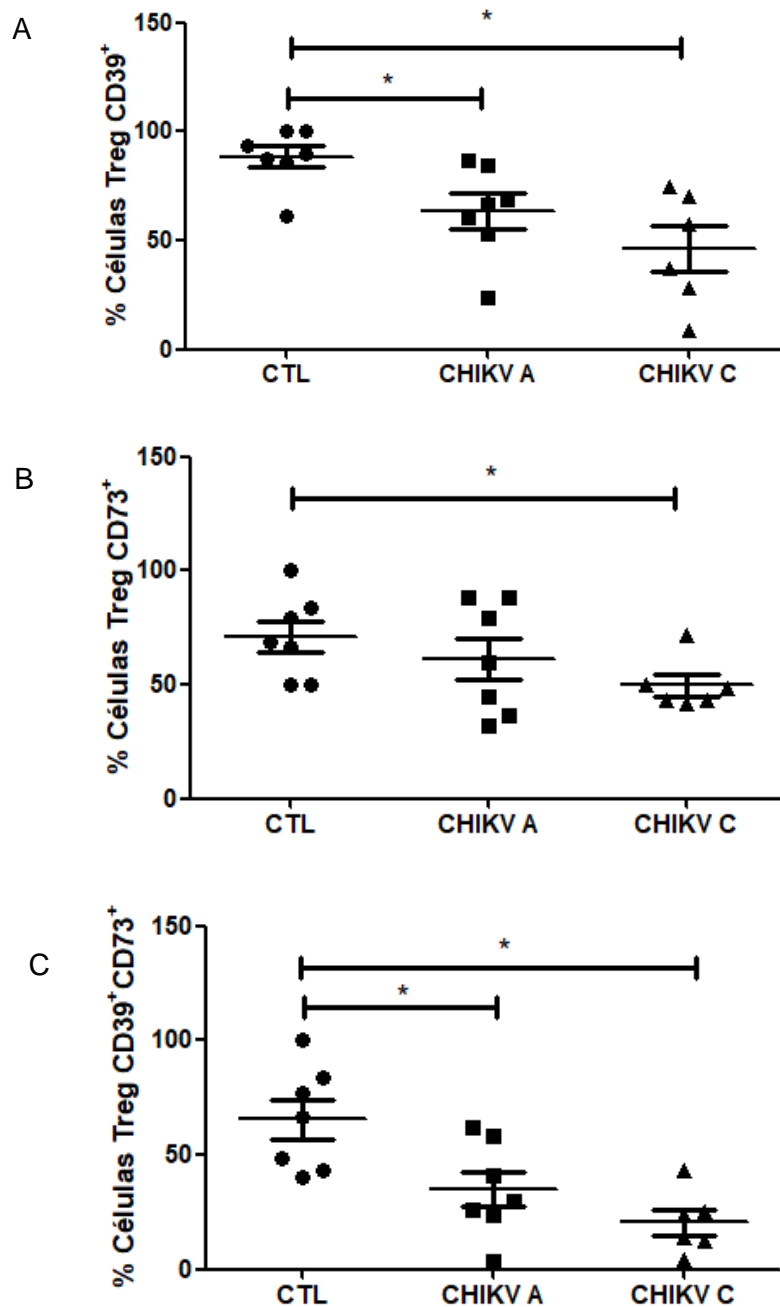 A
% Células Treg CD39⁺
150
100
50
0
*
*
CTL
CHIKV A
CHIKV C
B
% Células Treg CD73⁺
150
100
50
0
*
CTL
CHIKV A
CHIKV C
C
% Células Treg CD39⁺CD73⁺
150
100
50
0
*
*
CTL
CHIKV A
CHIKV C